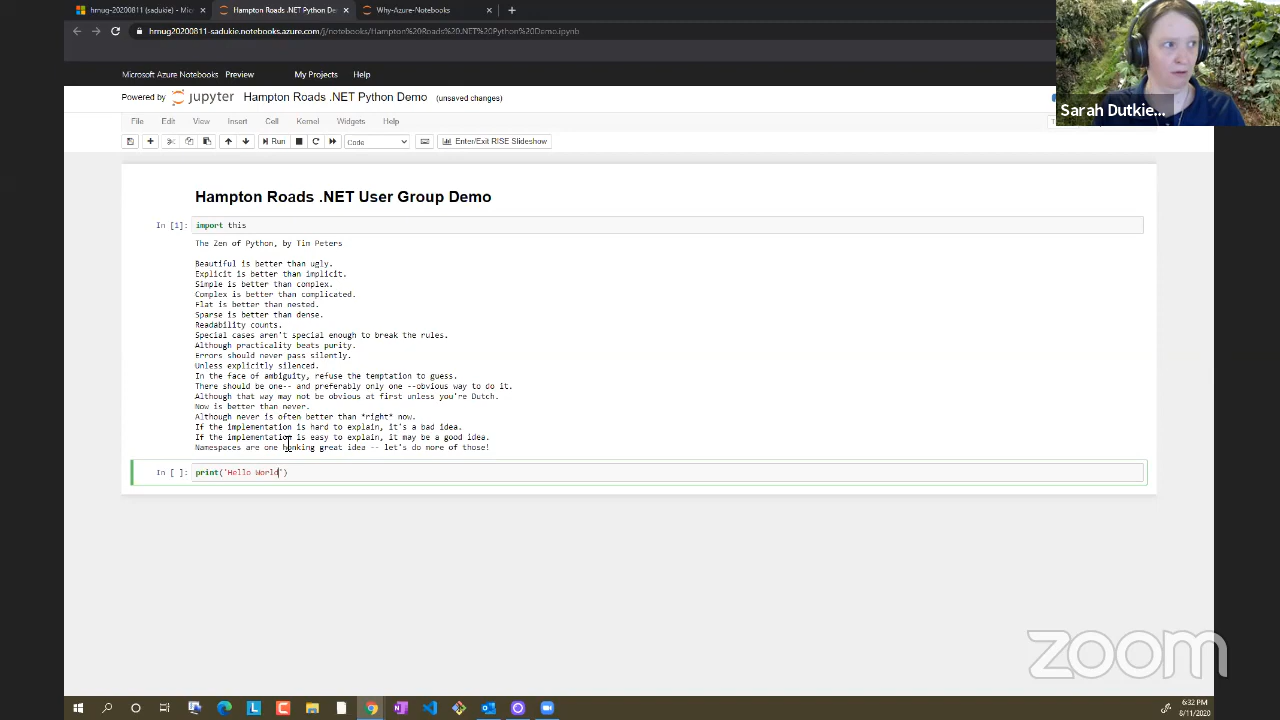 hrnug-20200811 (sadukie) - Micr
Hampton Roads .NET Python De
Why-Azure-Notebooks
hrnug20200811-sadukie.notebooks.azure.com/j/notebooks/Hampton%20Roads%20.NET%20Python%20Demo.ipynb
Microsoft Azure Notebooks Preview My Projects Help
Powered by jupyter Hampton Roads .NET Python Demo (unsaved changes)
File Edit View Insert Cell Kernel Widgets Help
Run Code Enter/Exit RISE Slideshow
Sarah Dutkie...
Hampton Roads .NET User Group Demo
In [1]: import this
The Zen of Python, by Tim Peters
Beautiful is better than ugly.
Explicit is better than implicit.
Simple is better than complex.
Complex is better than complicated.
Flat is better than nested.
Sparse is better than dense.
Readability counts.
Special cases aren't special enough to break the rules.
Although practicality beats purity.
Errors should never pass silently.
Unless explicitly silenced.
In the face of ambiguity, refuse the temptation to guess.
There should be one-- and preferably only one --obvious way to do it.
Although that way may not be obvious at first unless you're Dutch.
Now is better than never.
Although never is often better than *right* now.
If the implementation is hard to explain, it's a bad idea.
If the implementation is easy to explain, it may be a good idea.
Namespaces are one honking great idea -- let's do more of those!
In [ ]: print('Hello World')
zoom
6:32 PM
8/11/2020